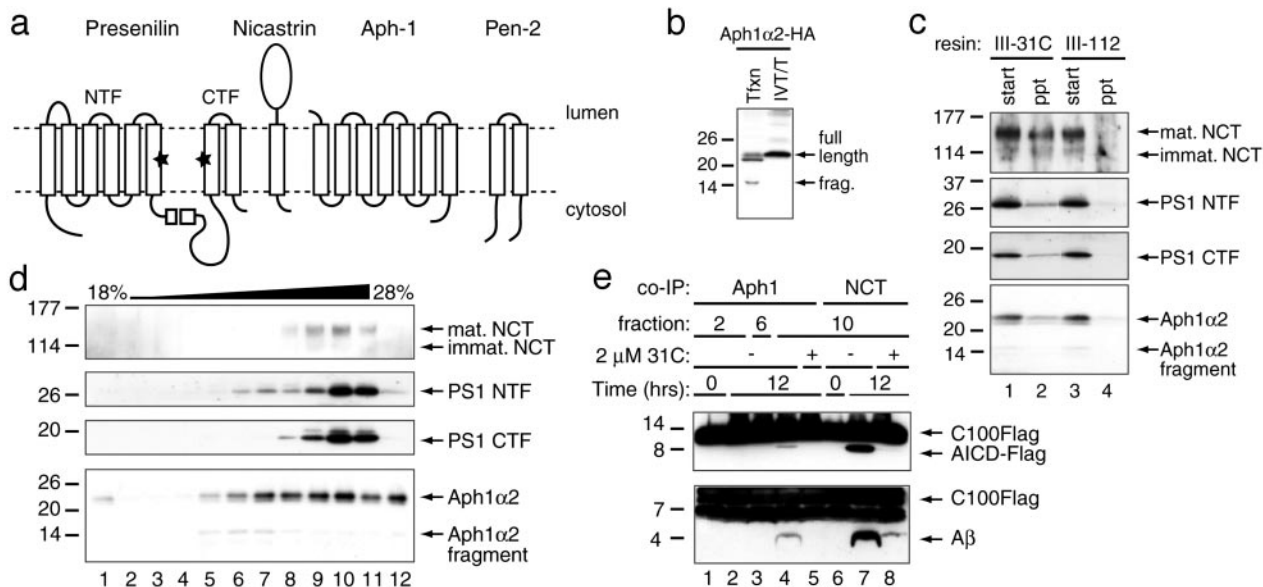 a
Presenilin Nicastrin Aph-1 Pen-2
NTF CTF
lumen
cytosol
b
Aph1α2-HA
Tfxn IVT/T
26
20
14
full
length
frag.
c
resin: III-31C III-112
start ppt start ppt
177
114
mat. NCT
immat. NCT
37
26
PS1 NTF
20
PS1 CTF
26
20
14
Aph1α2
Aph1α2
fragment
1 2 3 4
d
18% 28%
177
114
mat. NCT
immat. NCT
26
PS1 NTF
20
PS1 CTF
26
20
14
Aph1α2
Aph1α2
fragment
1 2 3 4 5 6 7 8 9 10 11 12
e
co-IP: Aph1 NCT
fraction: 2 6 10
2 μM 31C: - + - +
Time (hrs): 0 12 0 12
14
8
C100Flag
AICD-Flag
7
4
C100Flag
Aβ
1 2 3 4 5 6 7 8